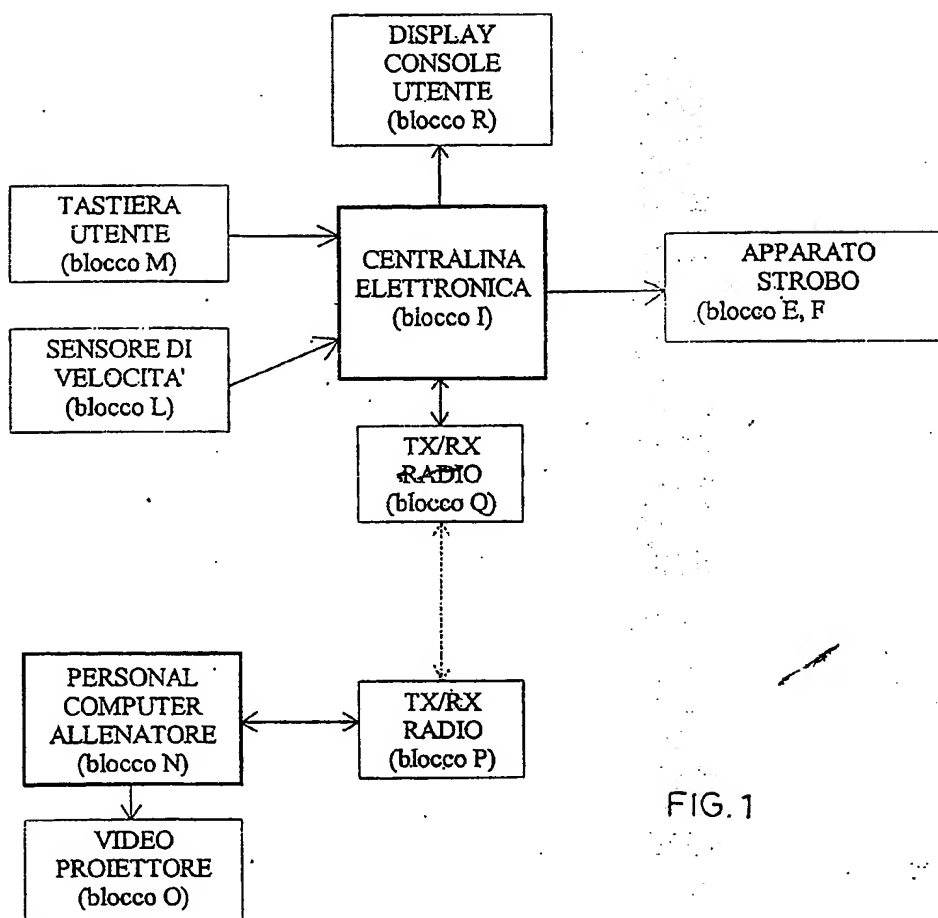 DISPLAY
CONSOLE
UTENTE
(blocco R)
TASTIERA
UTENTE
(blocco M)
CENTRALINA
ELETTRONICA
(blocco I)
APPARATO
STROBO
(blocco E, F
SENSORE DI
VELOCITA'
(blocco L)
TX/RX
RADIO
(blocco Q)
PERSONAL
COMPUTER
ALLENATORE
(blocco N)
TX/RX
RADIO
(blocco P)
FIG. 1
VIDEO
PROIETTORE
(blocco O)